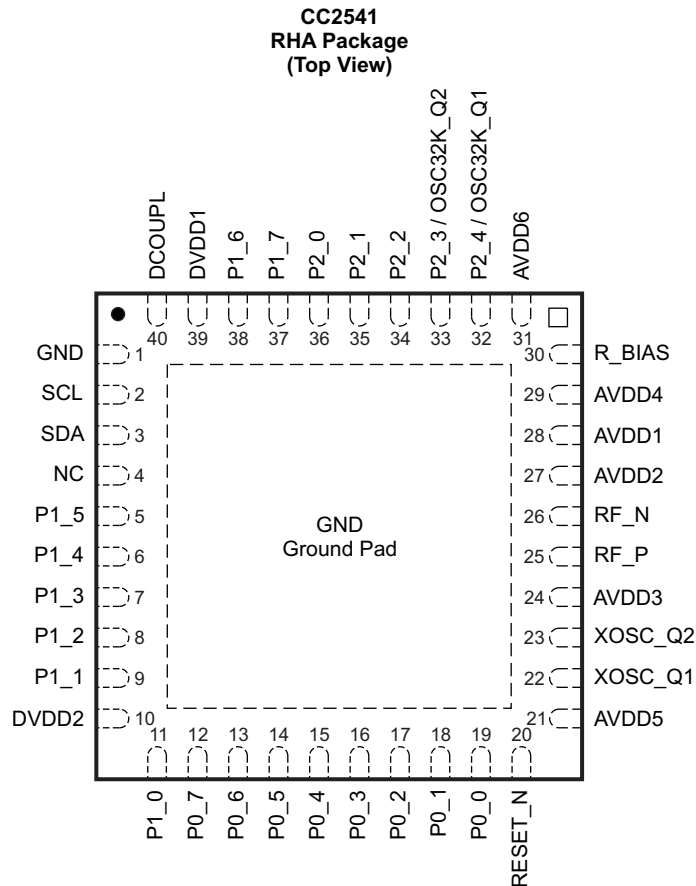 CC2541
RHA Package
(Top View)
DCOUPL
DVDD1
P1_6
P1_7
P2_0
P2_1
P2_2
P2_3 / OSC32K_Q2
P2_4 / OSC32K_Q1
AVDD6
40 39 38 37 36 35 34 33 32 31
GND 1
SCL 2
SDA 3
NC 4
P1_5 5
P1_4 6
P1_3 7
P1_2 8
P1_1 9
DVDD2 10
GND
Ground Pad
30 R_BIAS
29 AVDD4
28 AVDD1
27 AVDD2
26 RF_N
25 RF_P
24 AVDD3
23 XOSC_Q2
22 XOSC_Q1
21 AVDD5
11 12 13 14 15 16 17 18 19 20
P1_0
P0_7
P0_6
P0_5
P0_4
P0_3
P0_2
P0_1
P0_0
RESET_N